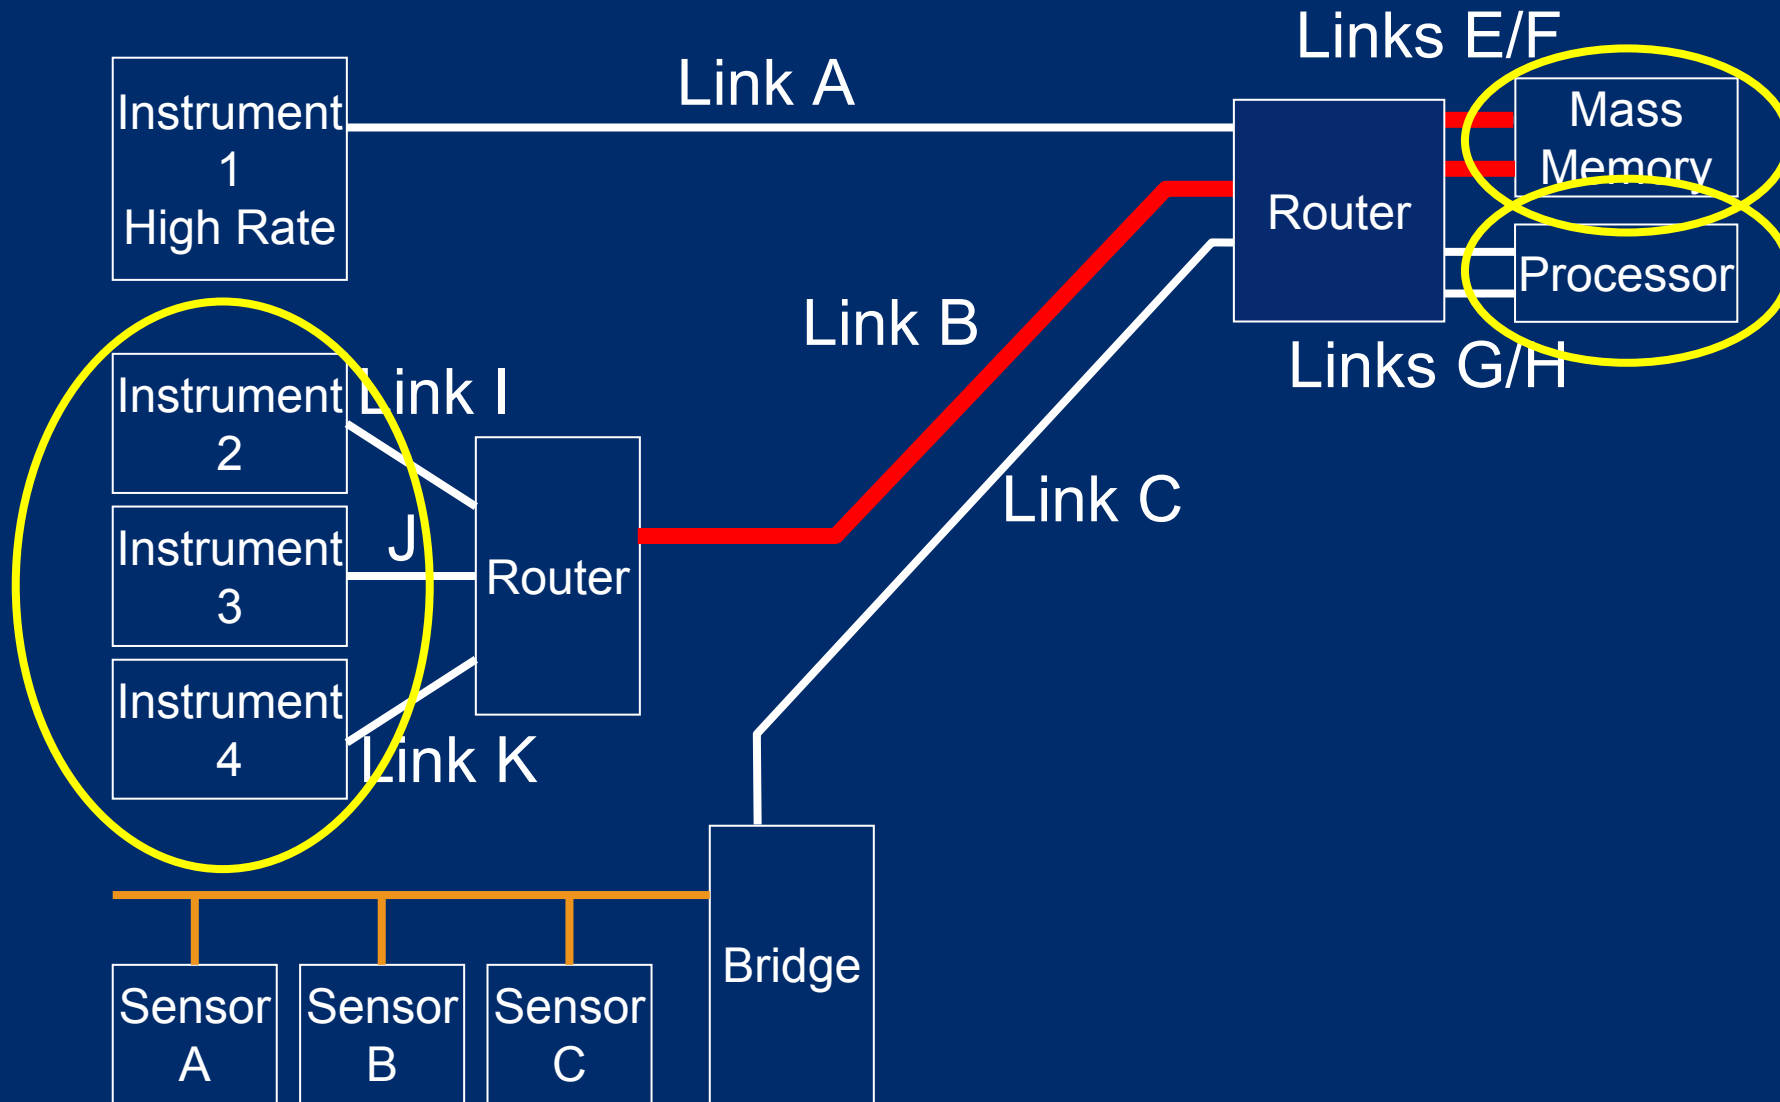 Links E/F
Link A
Instrument
1
High Rate
Mass
Memory
Router
Processor
Link B
Links G/H
Instrument
2
Link I
Link C
Instrument
3
J
Router
Instrument
4
Link K
Bridge
Sensor
A
Sensor
B
Sensor
C